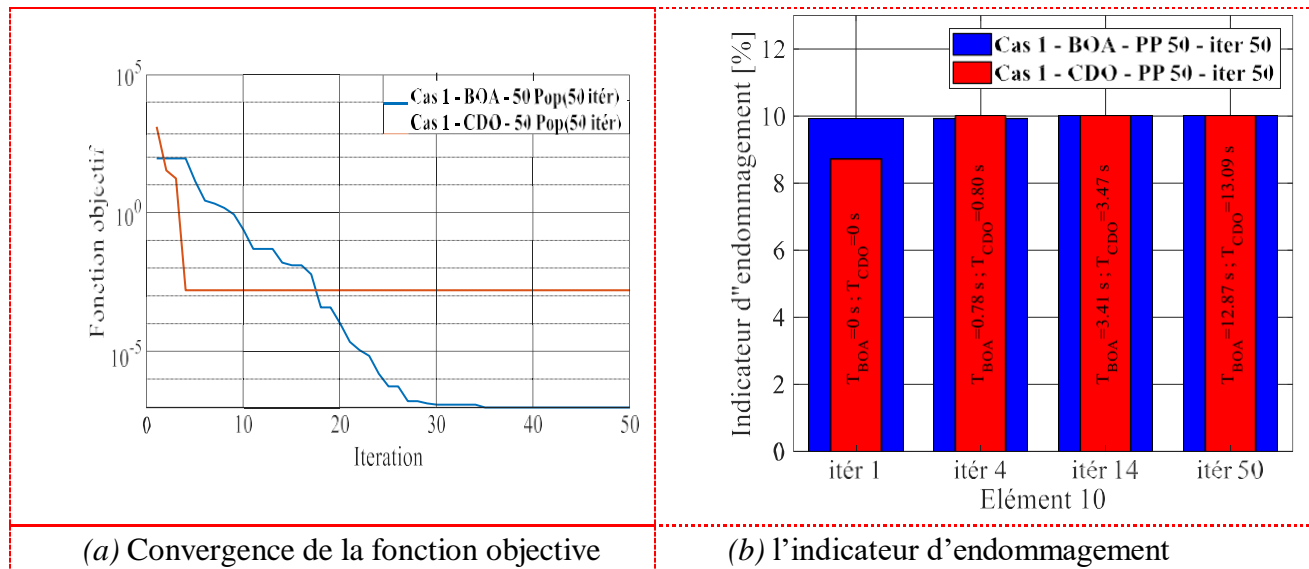 10^5
10^0
10^-5
Fonction objectif
Cas 1 - BOA - 50 Pop(50 itér)
Cas 1 - CDO - 50 Pop(50 itér)
0
10
20
30
40
50
Iteration
(a) Convergence de la fonction objective
Indicateur d"endommagement [%]
12
10
8
6
4
2
0
Cas 1 - BOA - PP 50 - iter 50
Cas 1 - CDO - PP 50 - iter 50
T_BOA=0 s ; T_CDO=0 s
T_BOA=0.78 s ; T_CDO=0.80 s
T_BOA=3.41 s ; T_CDO=3.47 s
T_BOA=12.87 s ; T_CDO=13.09 s
itér 1
itér 4
itér 14
itér 50
Elément 10
(b) l’indicateur d’endommagement